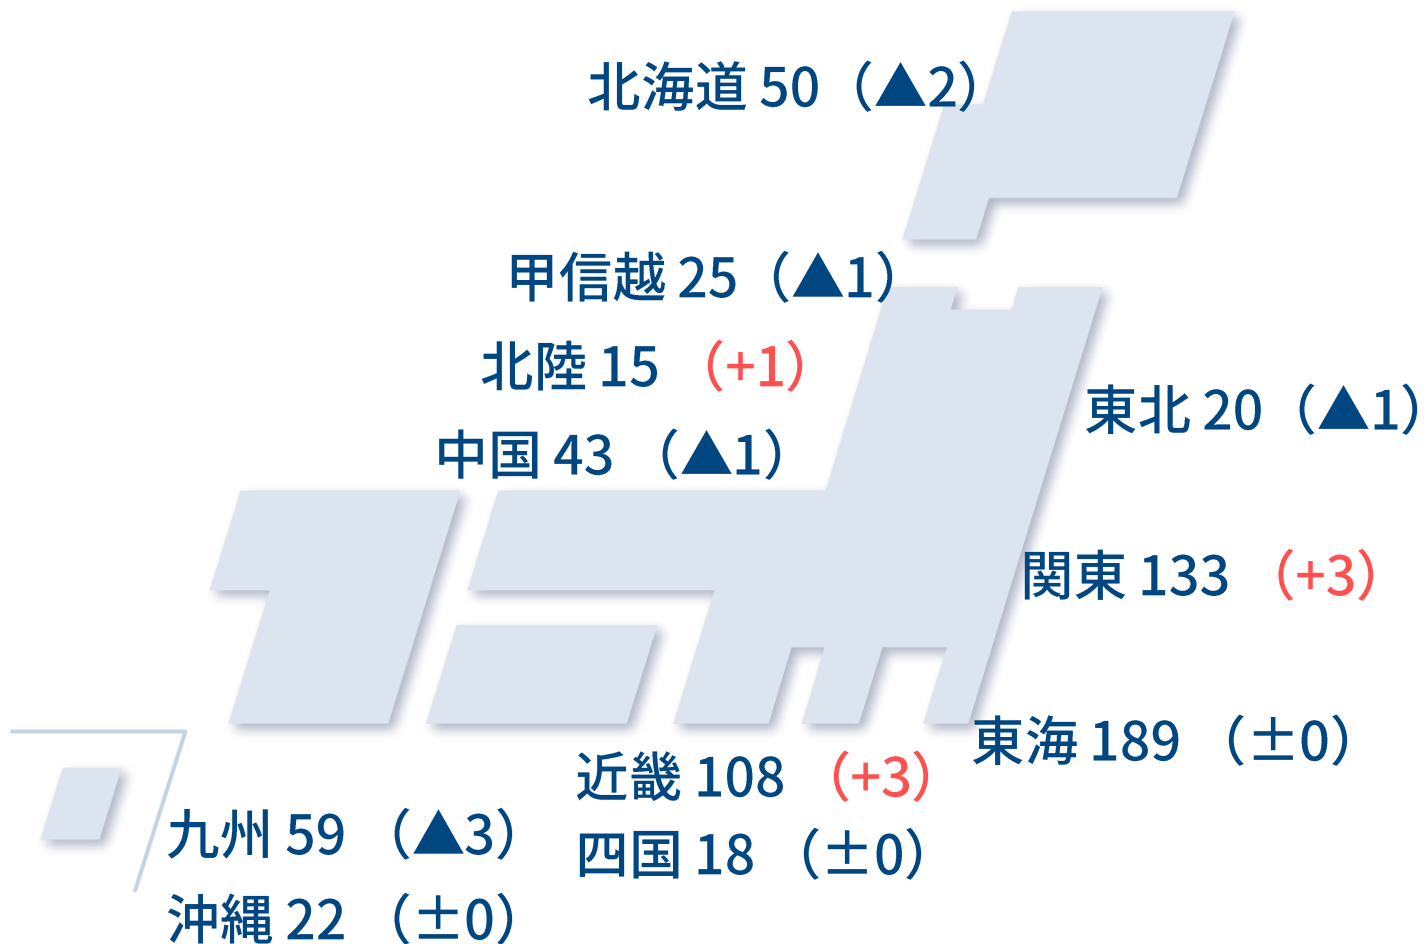 北海道 50（▲2）
甲信越 25（▲1）
北陸 15 （+1）
東北 20（▲1）
中国 43 （▲1）
関東 133 （+3）
東海 189 （±0）
近畿 108 （+3）
四国 18 （±0）
九州 59 （▲3）
沖縄 22 （±0）